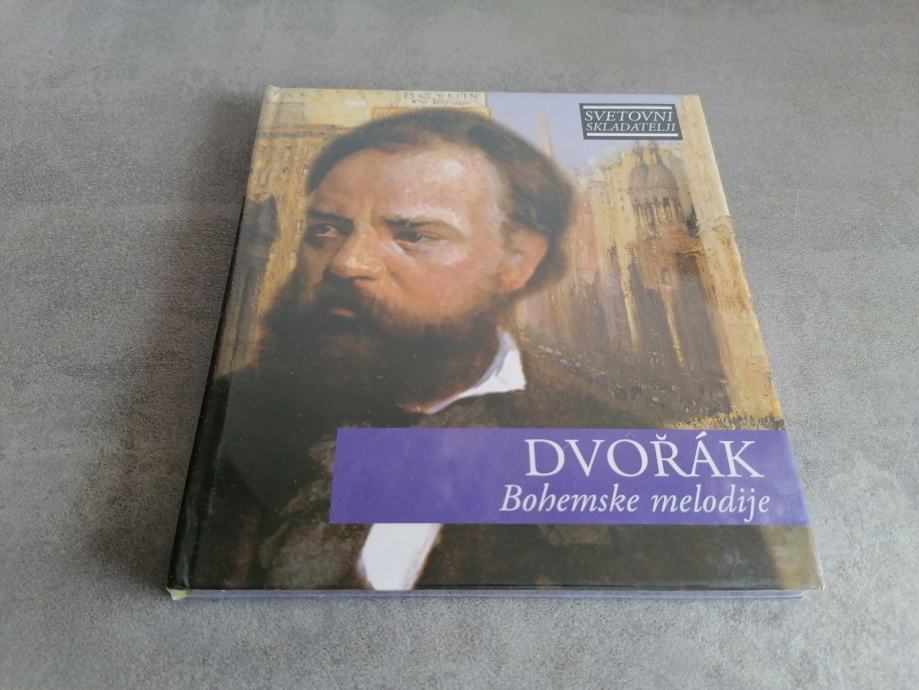 SVETOVNI
SKLADATELJI
DVOŘÁK
Bohemske melodije